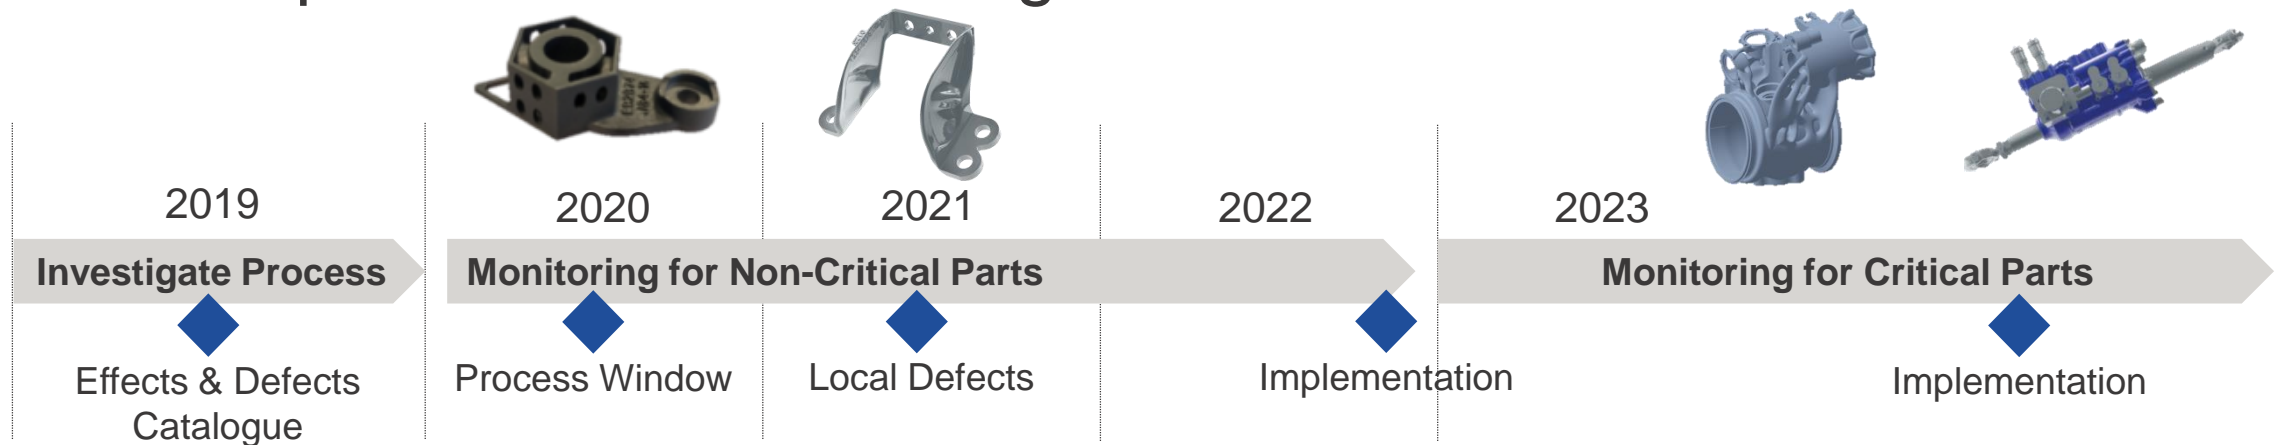 2019
2020
2021
2022
2023
Investigate Process
Monitoring for Non-Critical Parts
Monitoring for Critical Parts
Effects & Defects
Catalogue
Process Window
Local Defects
Implementation
Implementation